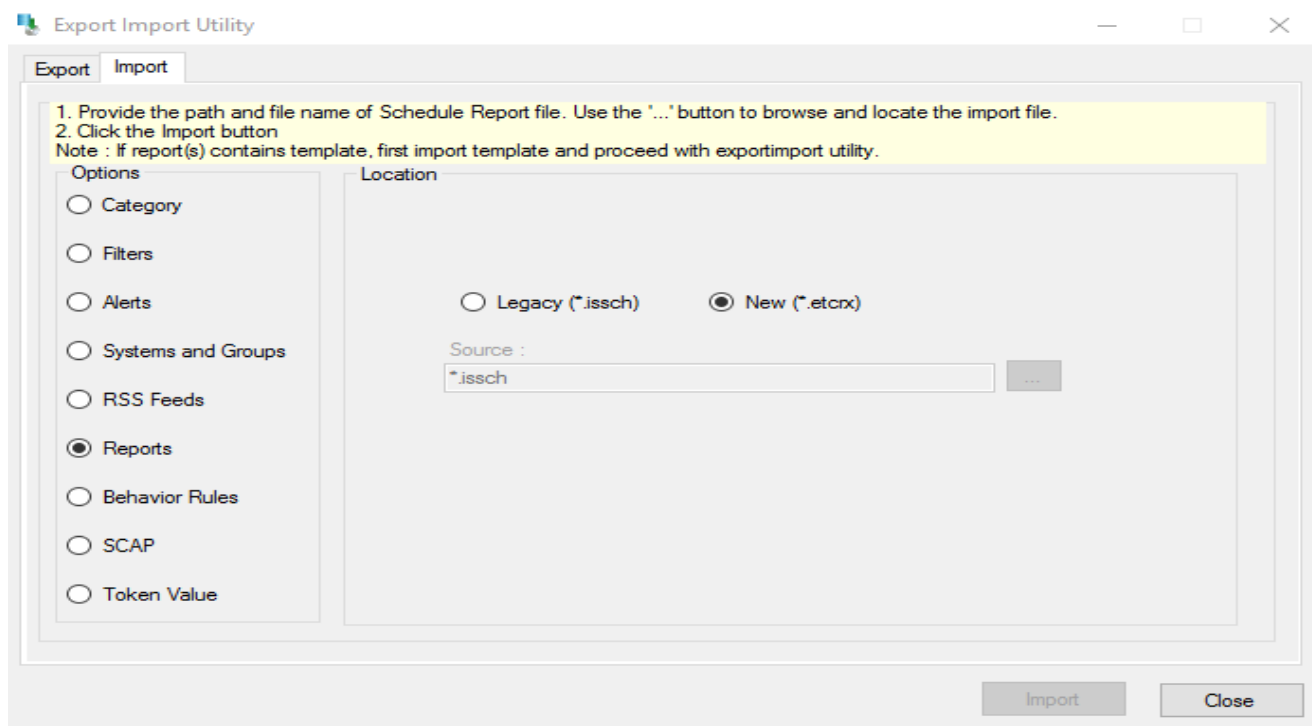 Export Import Utility
Export Import
1. Provide the path and file name of Schedule Report file. Use the '...' button to browse and locate the import file.
2. Click the Import button
Note : If report(s) contains template, first import template and proceed with exportimport utility.
Options
Location
Category
Filters
Alerts
Legacy (*.issch) New (*.etcrx)
Systems and Groups
Source :
*.issch ...
RSS Feeds
Reports
Behavior Rules
SCAP
Token Value
Import Close